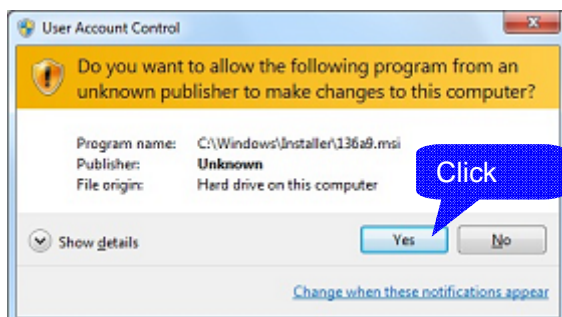 User Account Control
Do you want to allow the following program from an
unknown publisher to make changes to this computer?
Program name: C:\Windows\Installer\136a9.msi
Publisher: Unknown
File origin: Hard drive on this computer
Click
Show details
Yes No
Change when these notifications appear